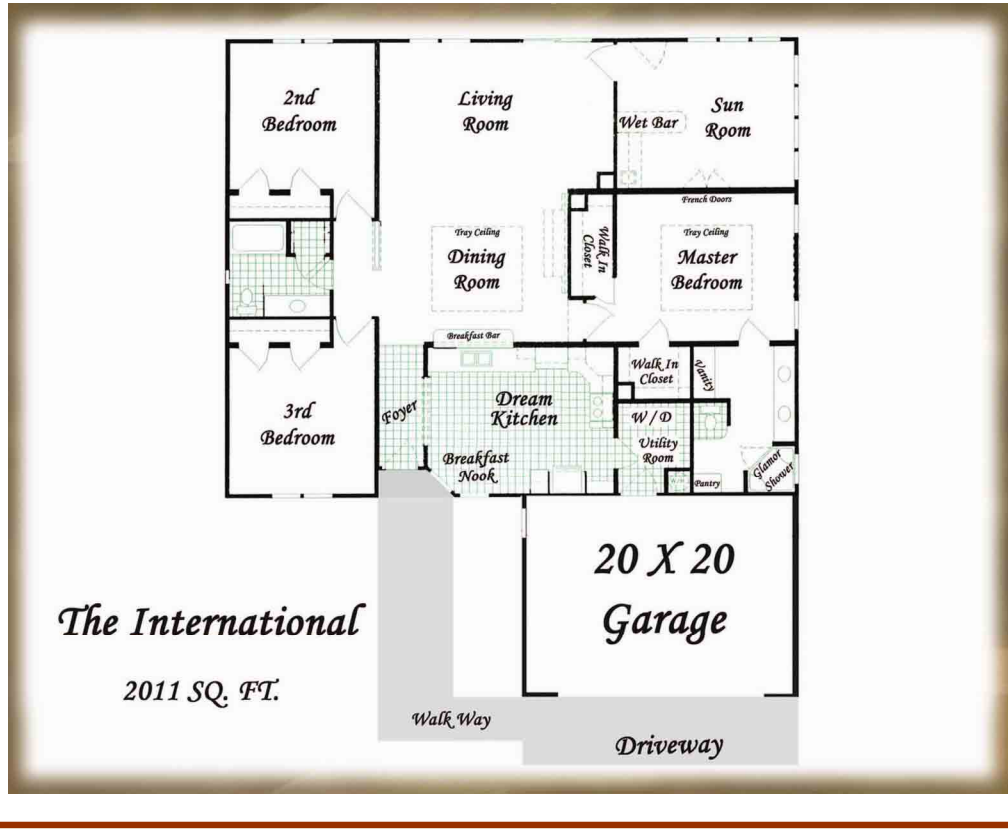 2nd
Bedroom
Living
Room
Sun
Room
Wet Bar
French Doors
Walk In
Closet
Tray Ceiling
Dining
Room
Tray Ceiling
Master
Bedroom
Breakfast Bar
3rd
Bedroom
Foyer
Dream
Kitchen
Breakfast
Nook
Walk In
Closet
Vanity
W / D
Utility
Room
Pantry
Glamor
Shower
20 X 20
Garage
The International
2011 SQ. FT.
Walk Way
Driveway